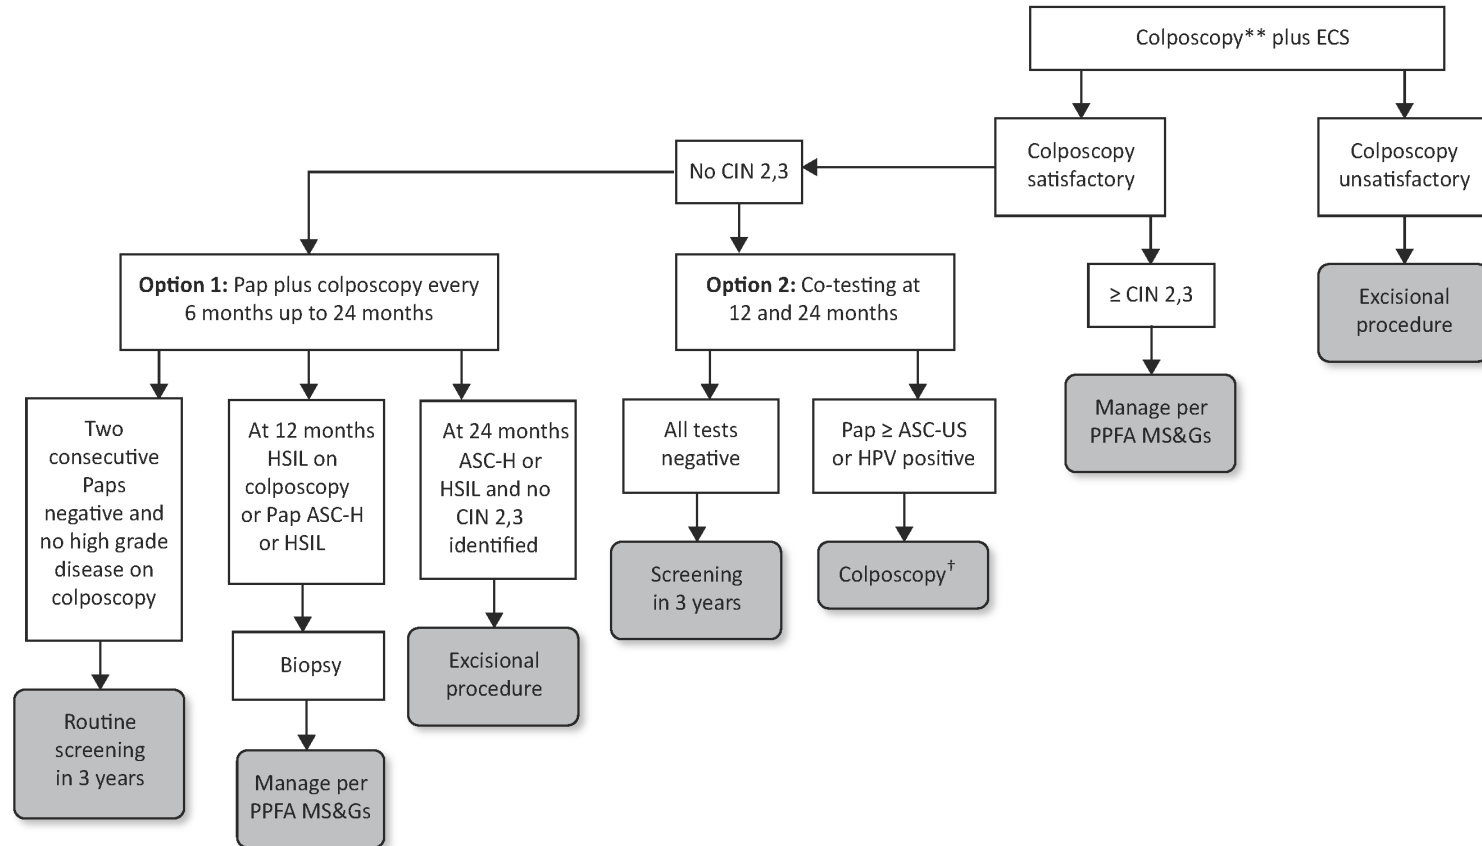 Colposcopy** plus ECS
Colposcopy
satisfactory
Colposcopy
unsatisfactory
No CIN 2,3
≥ CIN 2,3
Excisional
procedure
Manage per
PPFA MS&Gs
Option 1: Pap plus colposcopy every
6 months up to 24 months
Option 2: Co-testing at
12 and 24 months
Two
consecutive
Paps
negative and
no high grade
disease on
colposcopy
At 12 months
HSIL on
colposcopy
or Pap ASC-H
or HSIL
At 24 months
ASC-H or
HSIL and no
CIN 2,3
identified
All tests
negative
Pap ≥ ASC-US
or HPV positive
Routine
screening
in 3 years
Biopsy
Manage per
PPFA MS&Gs
Excisional
procedure
Screening
in 3 years
Colposcopy†